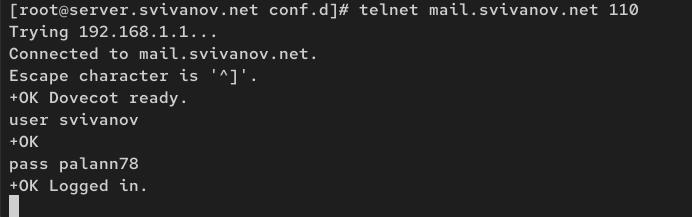 [root@server.svivanov.net conf.d]# telnet mail.svivanov.net 110
Trying 192.168.1.1...
Connected to mail.svivanov.net.
Escape character is '^]'.
+OK Dovecot ready.
user svivanov
+OK
pass palann78
+OK Logged in.